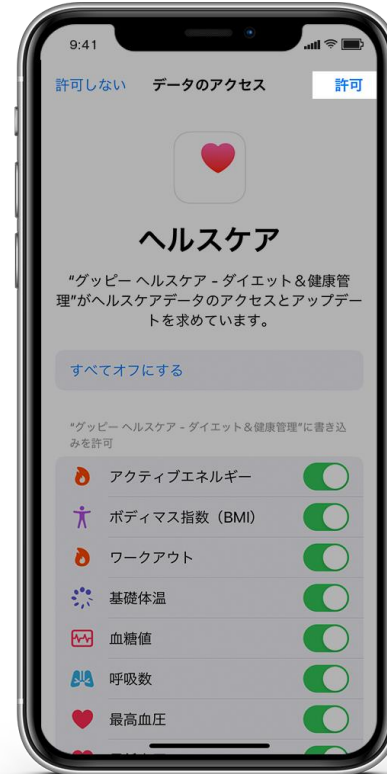 9:41
許可しない データのアクセス 許可
ヘルスケア
“グッピー ヘルスケア - ダイエット＆健康管
理”がヘルスケアデータのアクセスとアップデー
トを求めています。
すべてオフにする
“グッピー ヘルスケア - ダイエット＆健康管理”に書き込
みを許可
アクティブエネルギー
ボディマス指数（BMI）
ワークアウト
基礎体温
血糖値
呼吸数
最高血圧